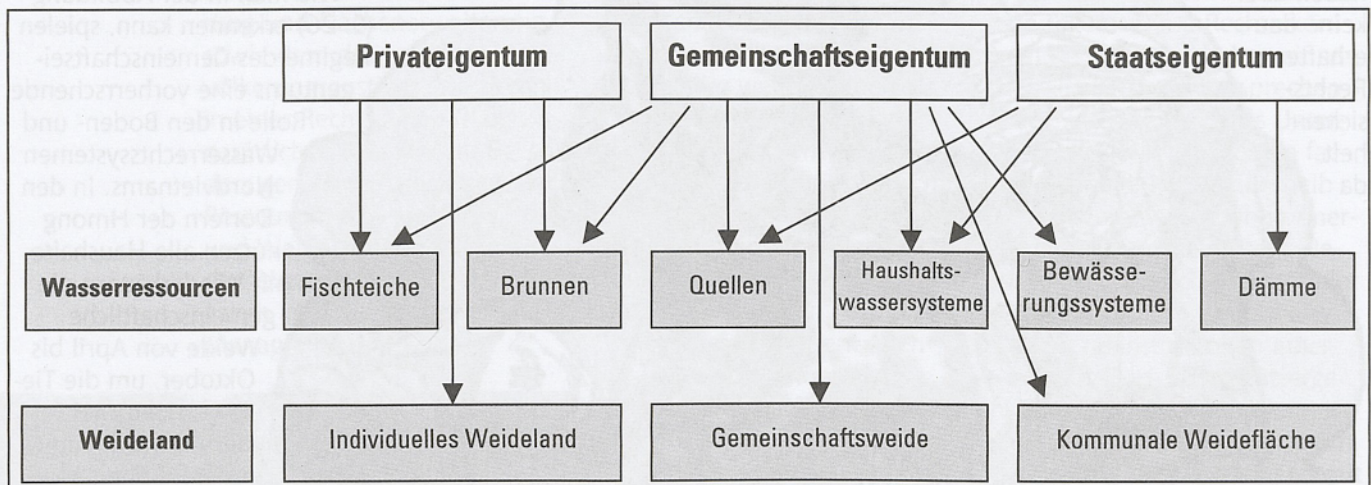 Privateigentum
Gemeinschaftseigentum
Staatseigentum
Wasserressourcen
Fischteiche
Brunnen
Quellen
Haushalts-
wassersysteme
Bewässe-
rungssysteme
Dämme
Weideland
Individuelles Weideland
Gemeinschaftsweide
Kommunale Weidefläche